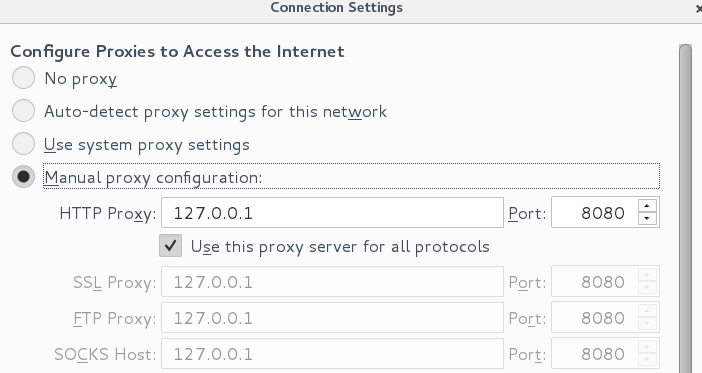 Connection Settings
Configure Proxies to Access the Internet
No proxy
Auto-detect proxy settings for this network
Use system proxy settings
Manual proxy configuration:
HTTP Proxy: 127.0.0.1 Port: 8080
Use this proxy server for all protocols
SSL Proxy: 127.0.0.1 Port: 8080
FTP Proxy: 127.0.0.1 Port: 8080
SOCKS Host: 127.0.0.1 Port: 8080